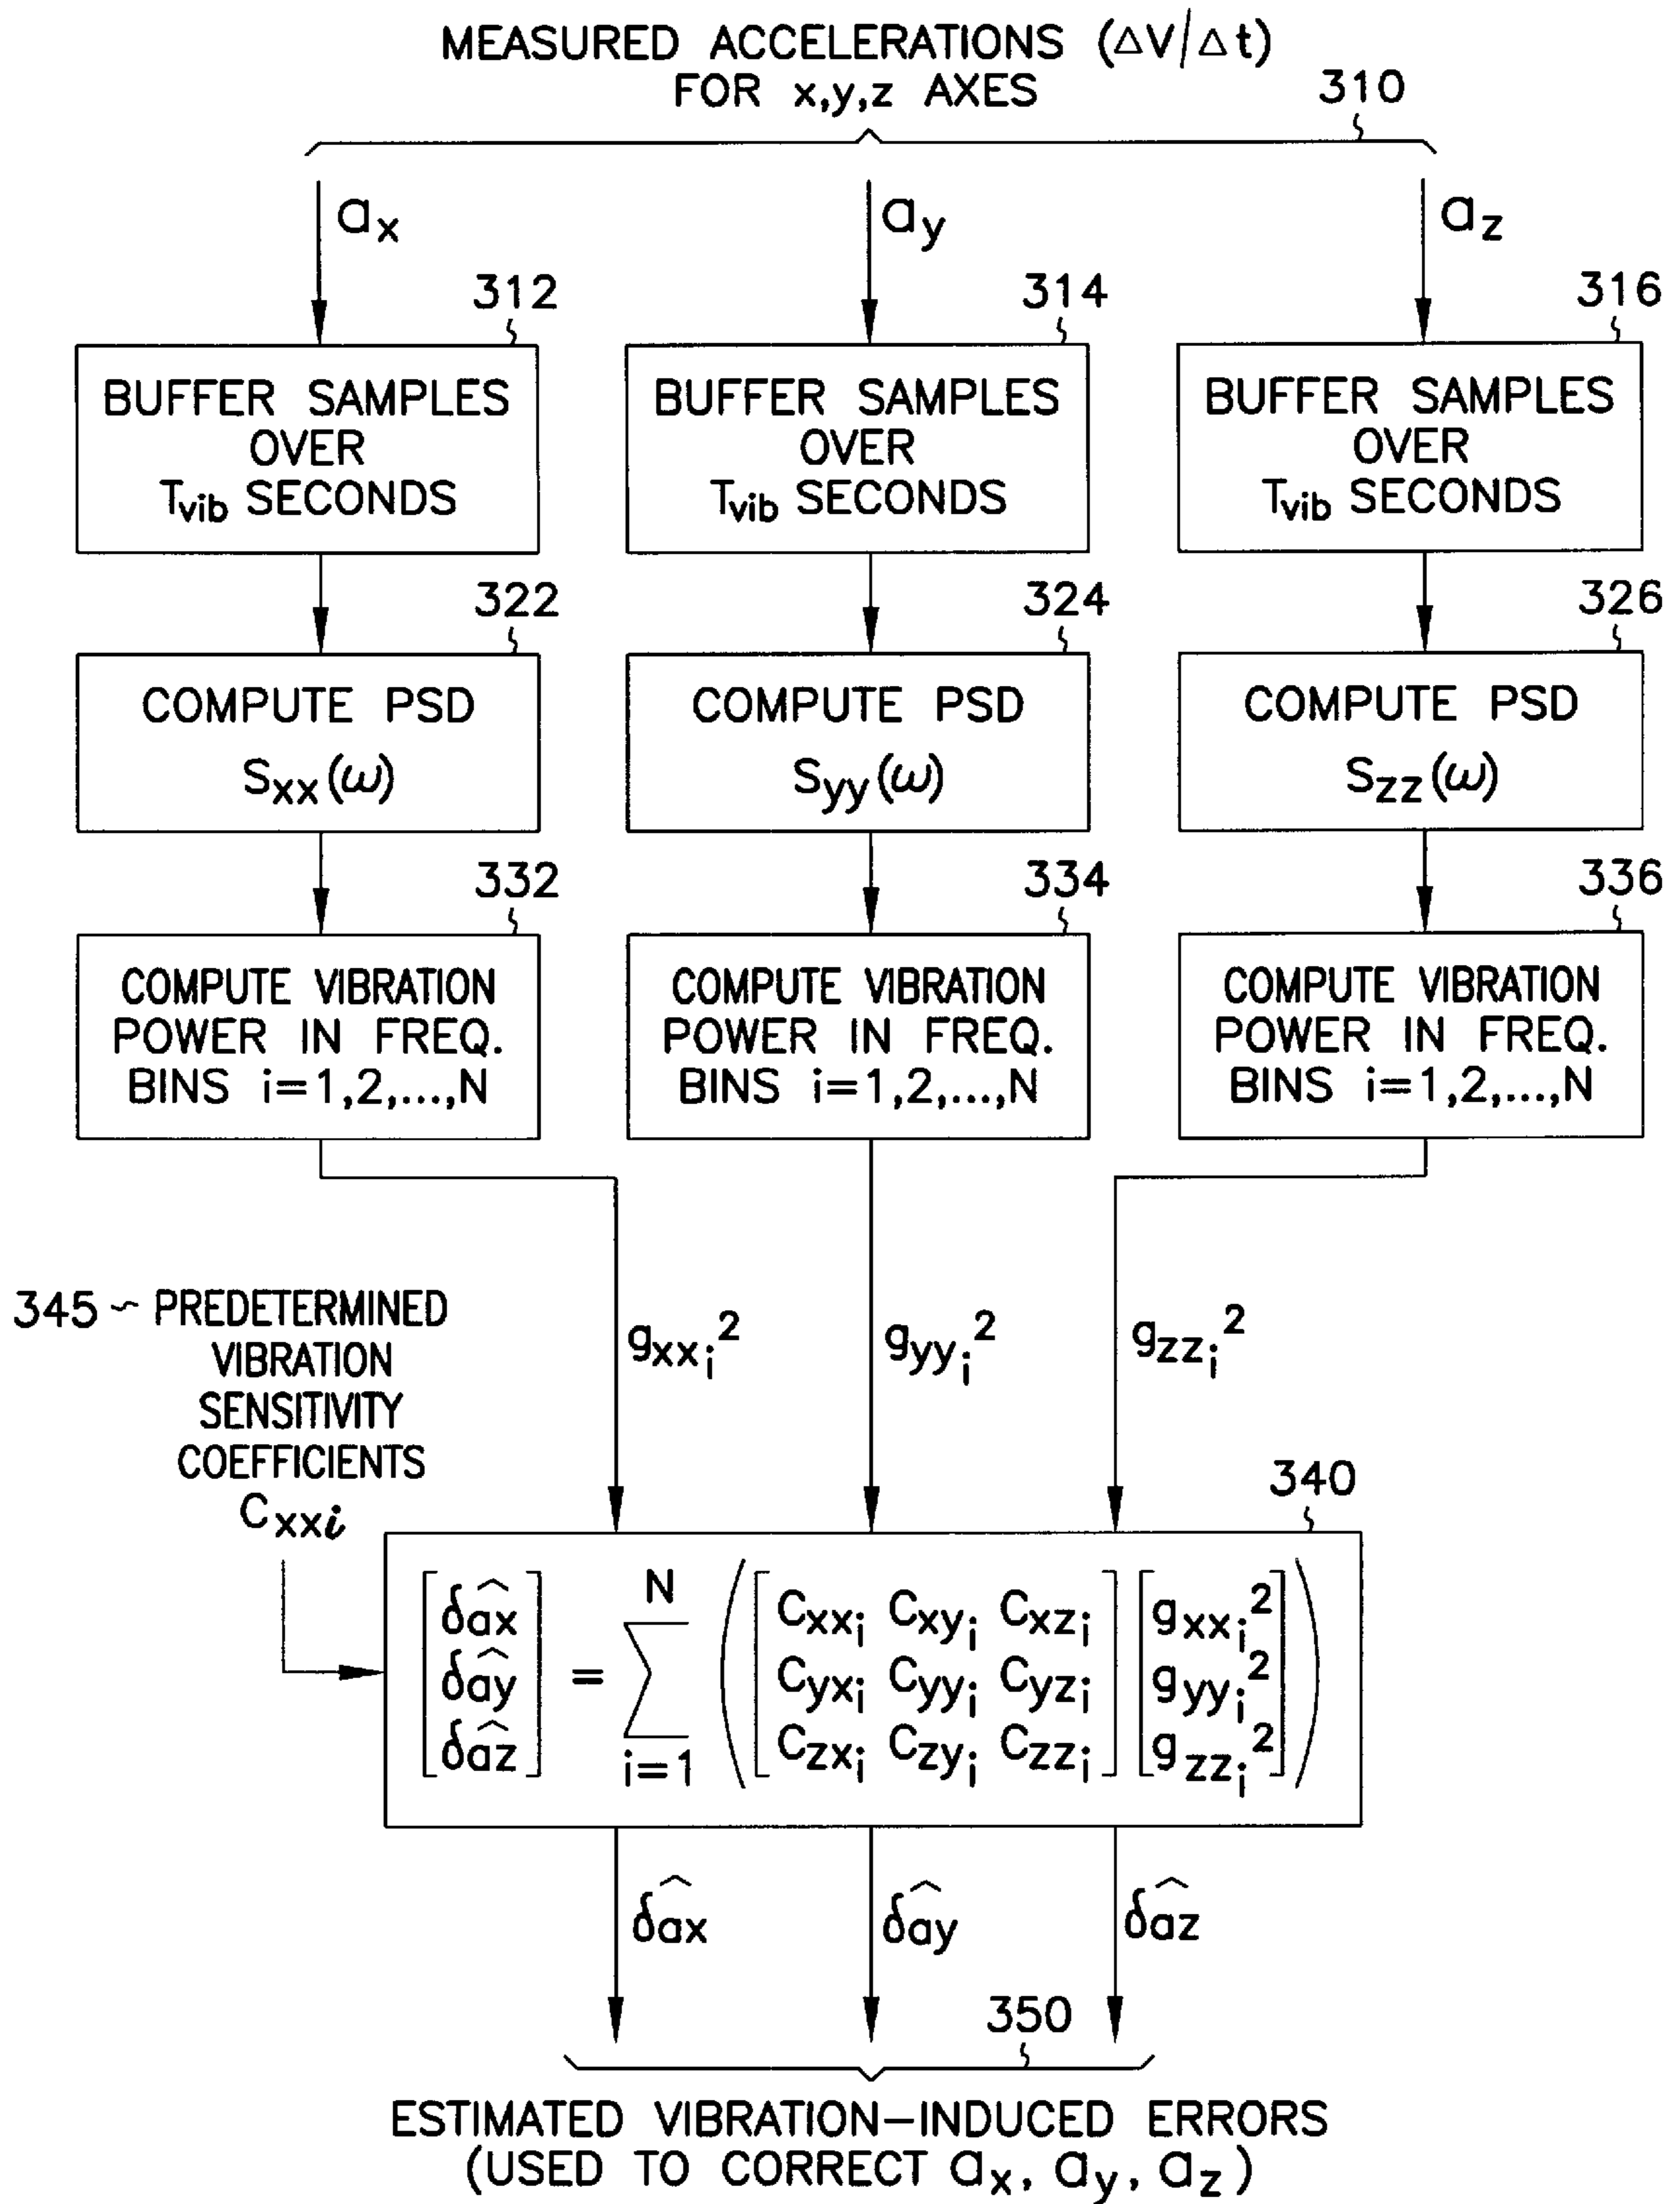 MEASURED ACCELERATIONS (ΔV/Δt)
FOR x,y,z AXES
310
ax
ay
az
312
314
316
BUFFER SAMPLES
OVER
Tvib SECONDS
BUFFER SAMPLES
OVER
Tvib SECONDS
BUFFER SAMPLES
OVER
Tvib SECONDS
322
324
326
COMPUTE PSD
Sxx(ω)
COMPUTE PSD
Syy(ω)
COMPUTE PSD
Szz(ω)
332
334
336
COMPUTE VIBRATION
POWER IN FREQ.
BINS i=1,2,...,N
COMPUTE VIBRATION
POWER IN FREQ.
BINS i=1,2,...,N
COMPUTE VIBRATION
POWER IN FREQ.
BINS i=1,2,...,N
345 PREDETERMINED
VIBRATION
SENSITIVITY
COEFFICIENTS
Cxxi
gxxi²
gyyi²
gzzi²
340
[δâx δây δâz] = N ∑ i=1 ([Cxxi Cxyi Cxzi
Cyxi Cyyi Cyzi
Czxi Czyi Czzi] [gxxi² gyyi² gzzi²])
δâx
δây
δâz
350
ESTIMATED VIBRATION–INDUCED ERRORS
(USED TO CORRECT ax, ay, az)